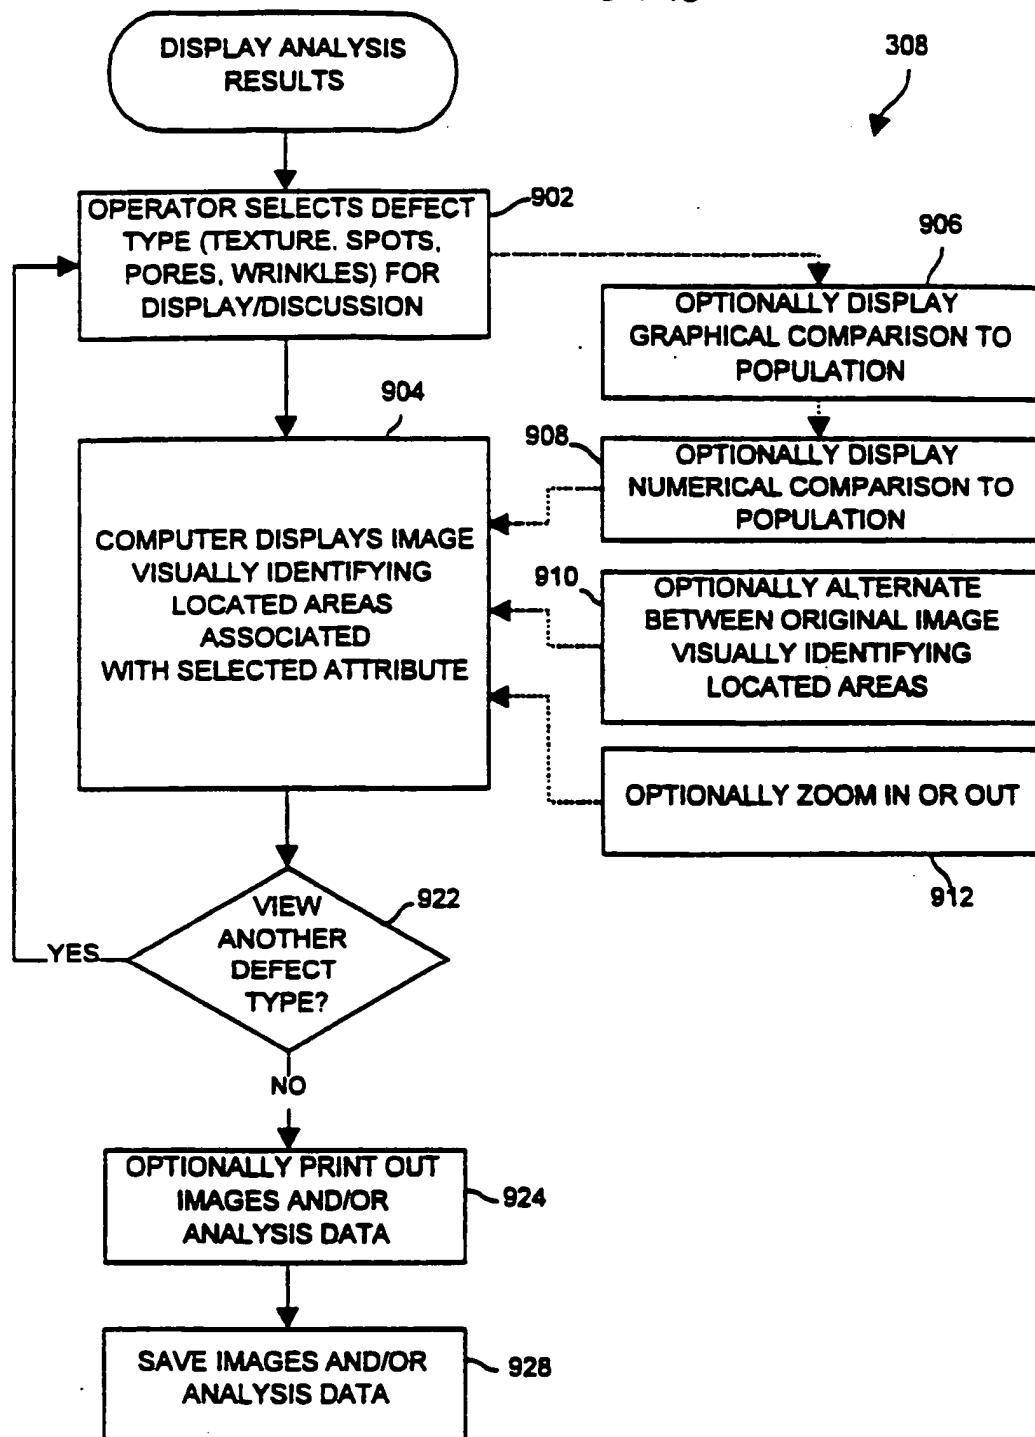 DISPLAY ANALYSIS
RESULTS
308
OPERATOR SELECTS DEFECT
TYPE (TEXTURE. SPOTS,
PORES, WRINKLES) FOR
DISPLAY/DISCUSSION
902
906
OPTIONALLY DISPLAY
GRAPHICAL COMPARISON TO
POPULATION
904
COMPUTER DISPLAYS IMAGE
VISUALLY IDENTIFYING
LOCATED AREAS
ASSOCIATED
WITH SELECTED ATTRIBUTE
908
OPTIONALLY DISPLAY
NUMERICAL COMPARISON TO
POPULATION
910
OPTIONALLY ALTERNATE
BETWEEN ORIGINAL IMAGE
VISUALLY IDENTIFYING
LOCATED AREAS
OPTIONALLY ZOOM IN OR OUT
912
VIEW
ANOTHER
DEFECT
TYPE?
922
YES
NO
OPTIONALLY PRINT OUT
IMAGES AND/OR
ANALYSIS DATA
924
SAVE IMAGES AND/OR
ANALYSIS DATA
928